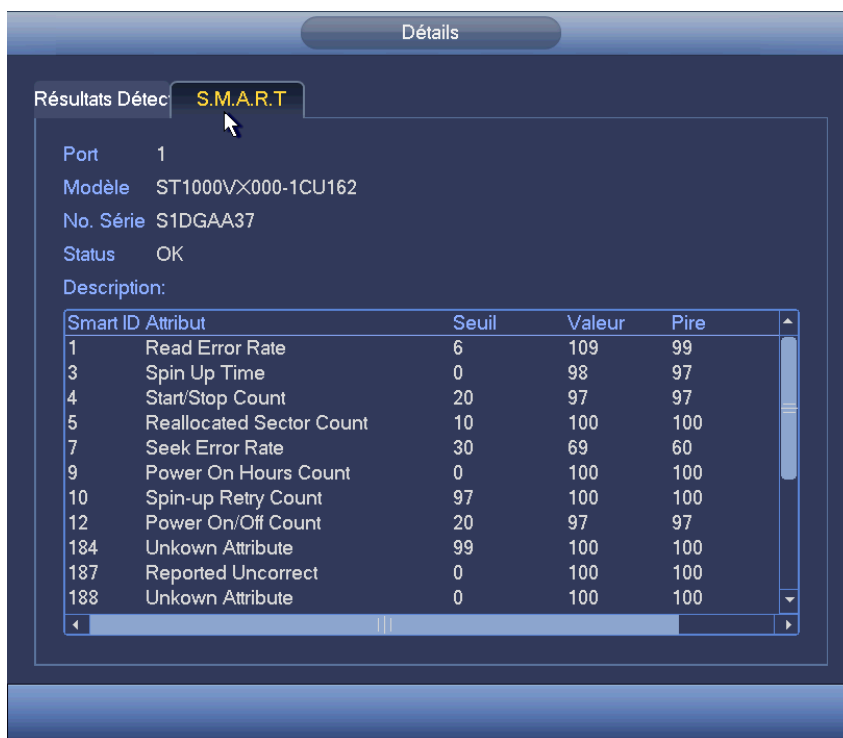 Détails
Résultats Détec S.M.A.R.T
Port 1
Modèle ST1000VX000-1CU162
No. Série S1DGAA37
Status OK
Description:
Smart ID Attribut Seuil Valeur Pire
1 Read Error Rate 6 109 99
3 Spin Up Time 0 98 97
4 Start/Stop Count 20 97 97
5 Reallocated Sector Count 10 100 100
7 Seek Error Rate 30 69 60
9 Power On Hours Count 0 100 100
10 Spin-up Retry Count 97 100 100
12 Power On/Off Count 20 97 97
184 Unkown Attribute 99 100 100
187 Reported Uncorrect 0 100 100
188 Unkown Attribute 0 100 100